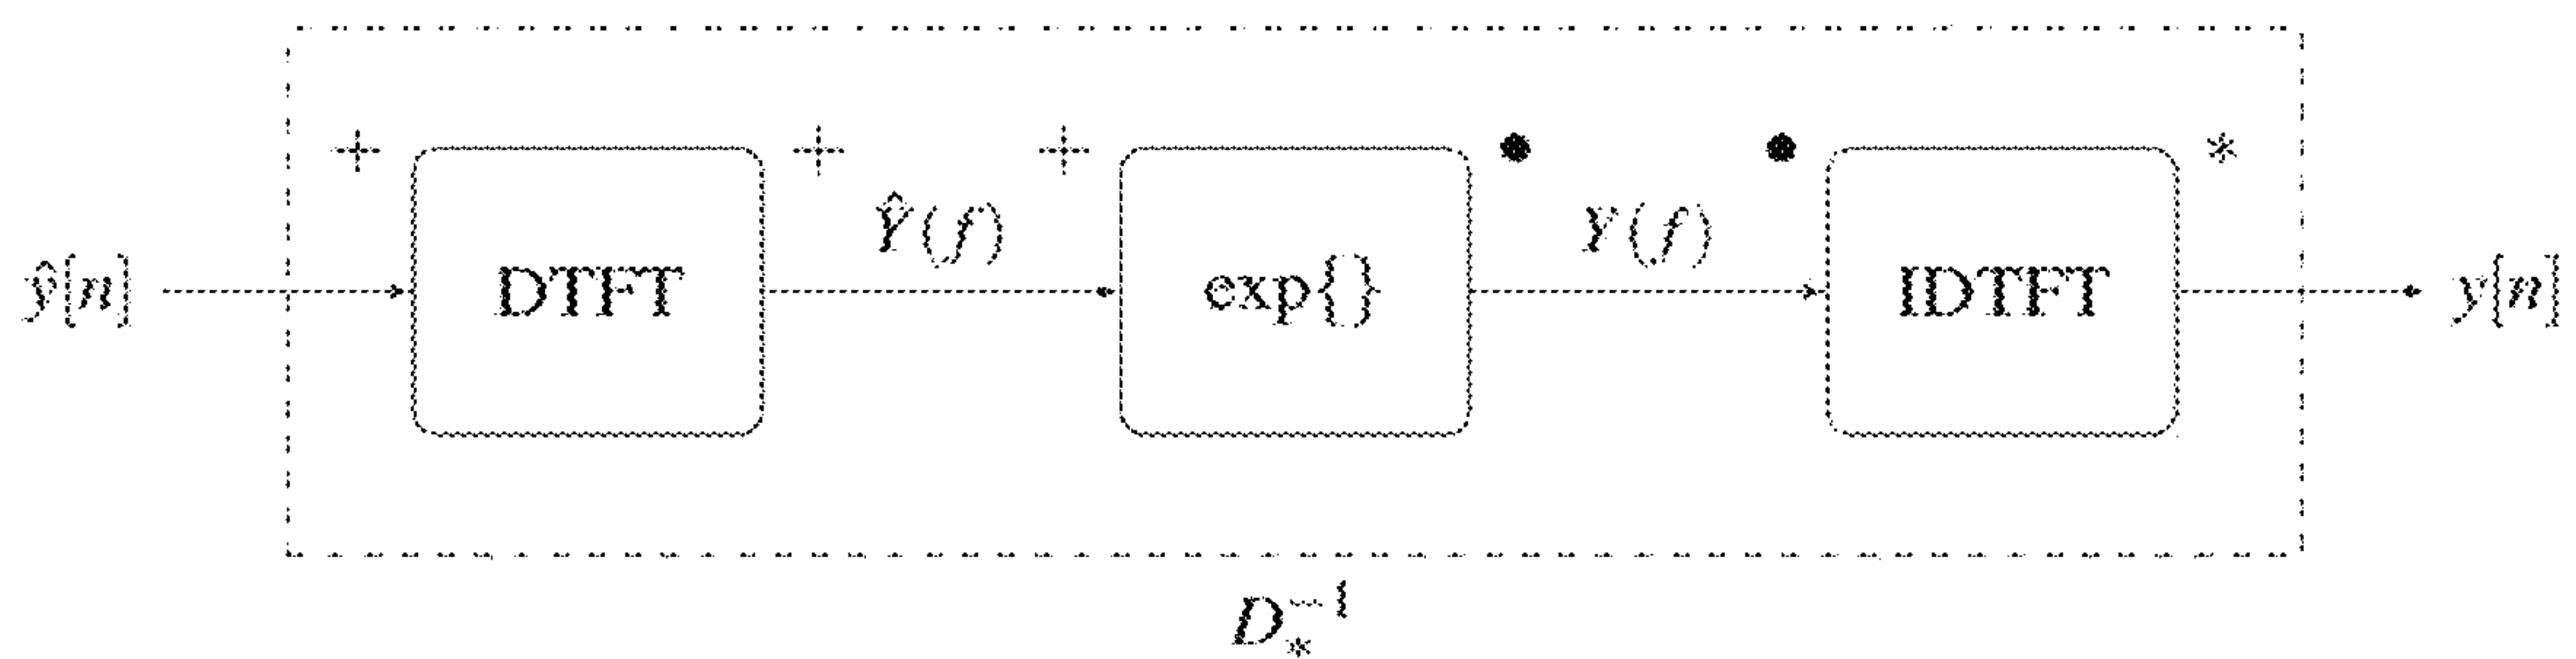 + + + • • *
Ŷ(f) Y(f)
ŷ[n] DTFT exp{} IDTFT y[n]
D�*⁻¹